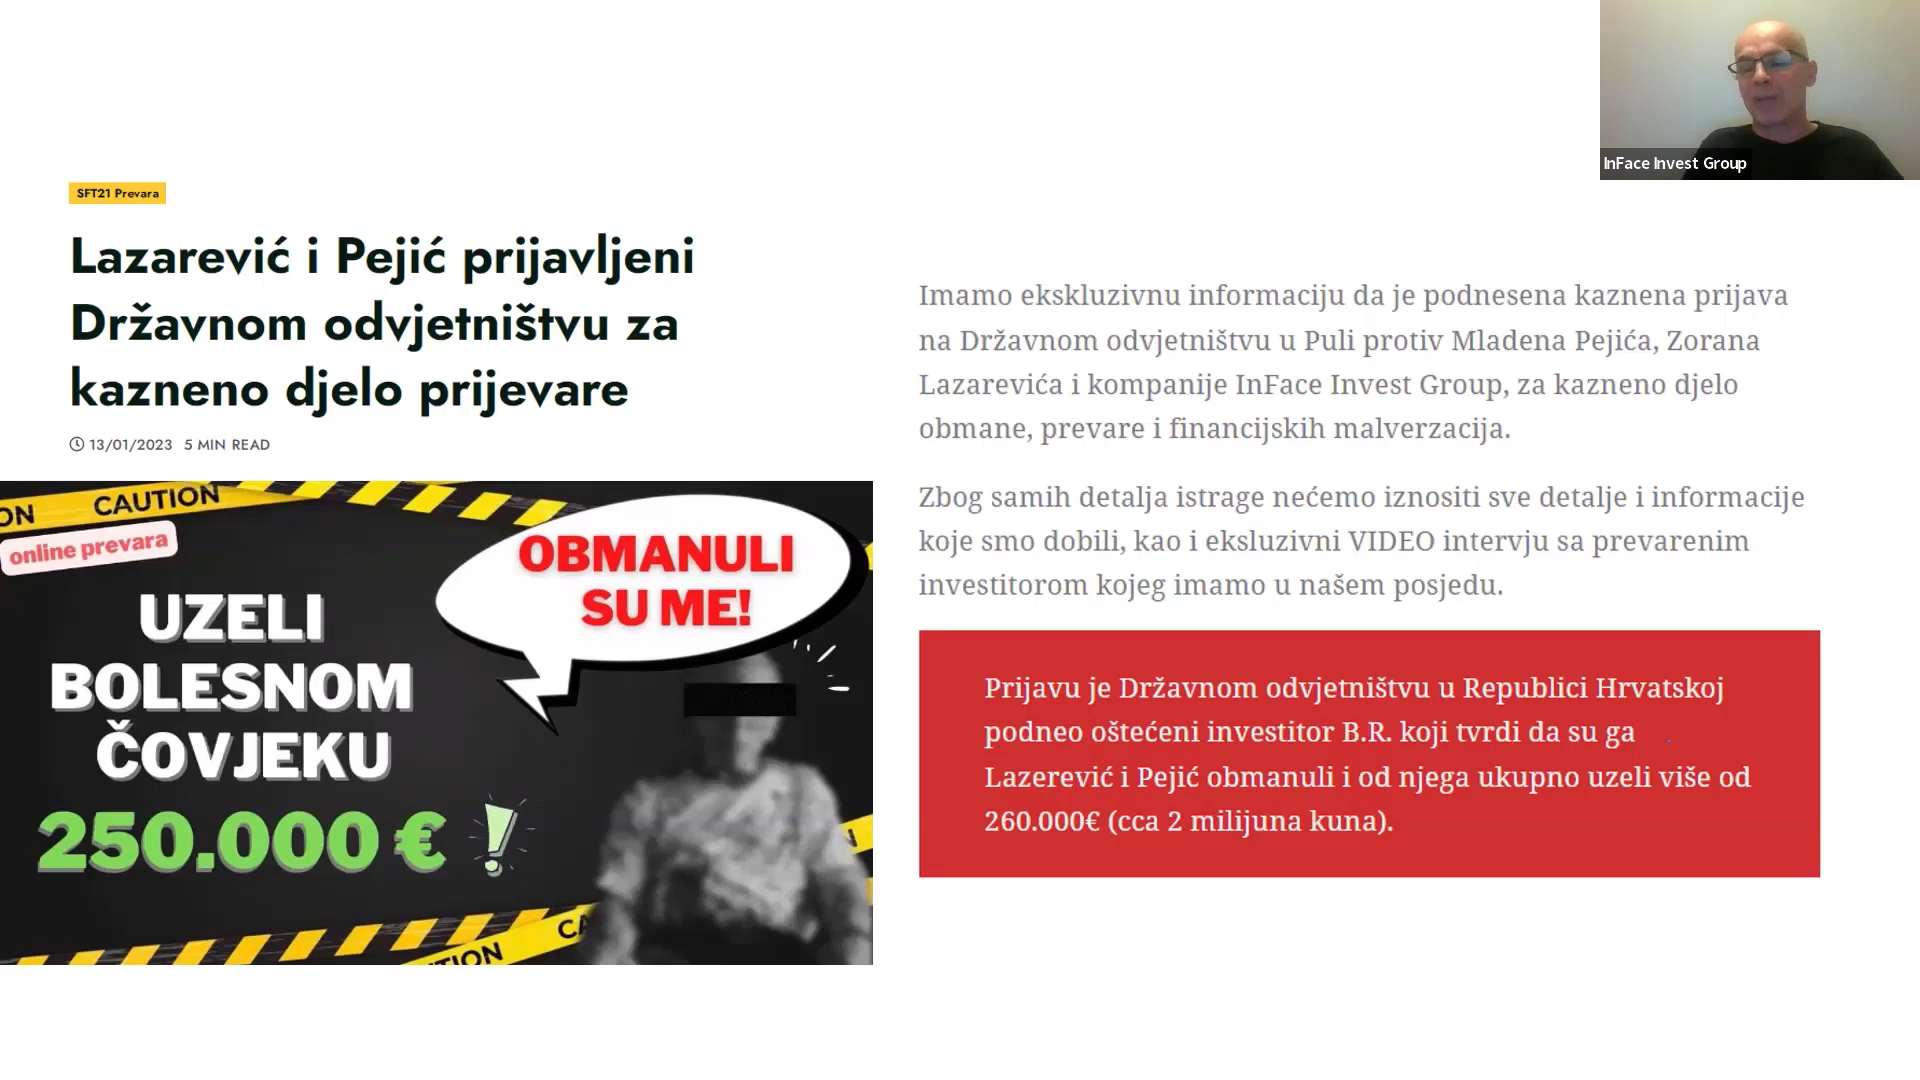 InFace Invest Group
SFT21 Prevara
Lazarević i Pejić prijavljeni
Državnom odvjetništvu za
kazneno djelo prijevare
13/01/2023 5 MIN READ
ON CAUTION
online prevara
OBMANULI
SU ME!
UZELI
BOLESNOM
ČOVJEKU
250.000 €
CA
TION
Imamo ekskluzivnu informaciju da je podnesena kaznena prijava
na Državnom odvjetništvu u Puli protiv Mladena Pejića, Zorana
Lazarevića i kompanije InFace Invest Group, za kazneno djelo
obmane, prevare i financijskih malverzacija.
Zbog samih detalja istrage nećemo iznositi sve detalje i informacije
koje smo dobili, kao i eksluzivni VIDEO intervju sa prevarenim
investitorom kojeg imamo u našem posjedu.
Prijavu je Državnom odvjetništvu u Republici Hrvatskoj
podneo oštećeni investitor B.R. koji tvrdi da su ga
Lazerević i Pejić obmanuli i od njega ukupno uzeli više od
260.000€ (cca 2 milijuna kuna).